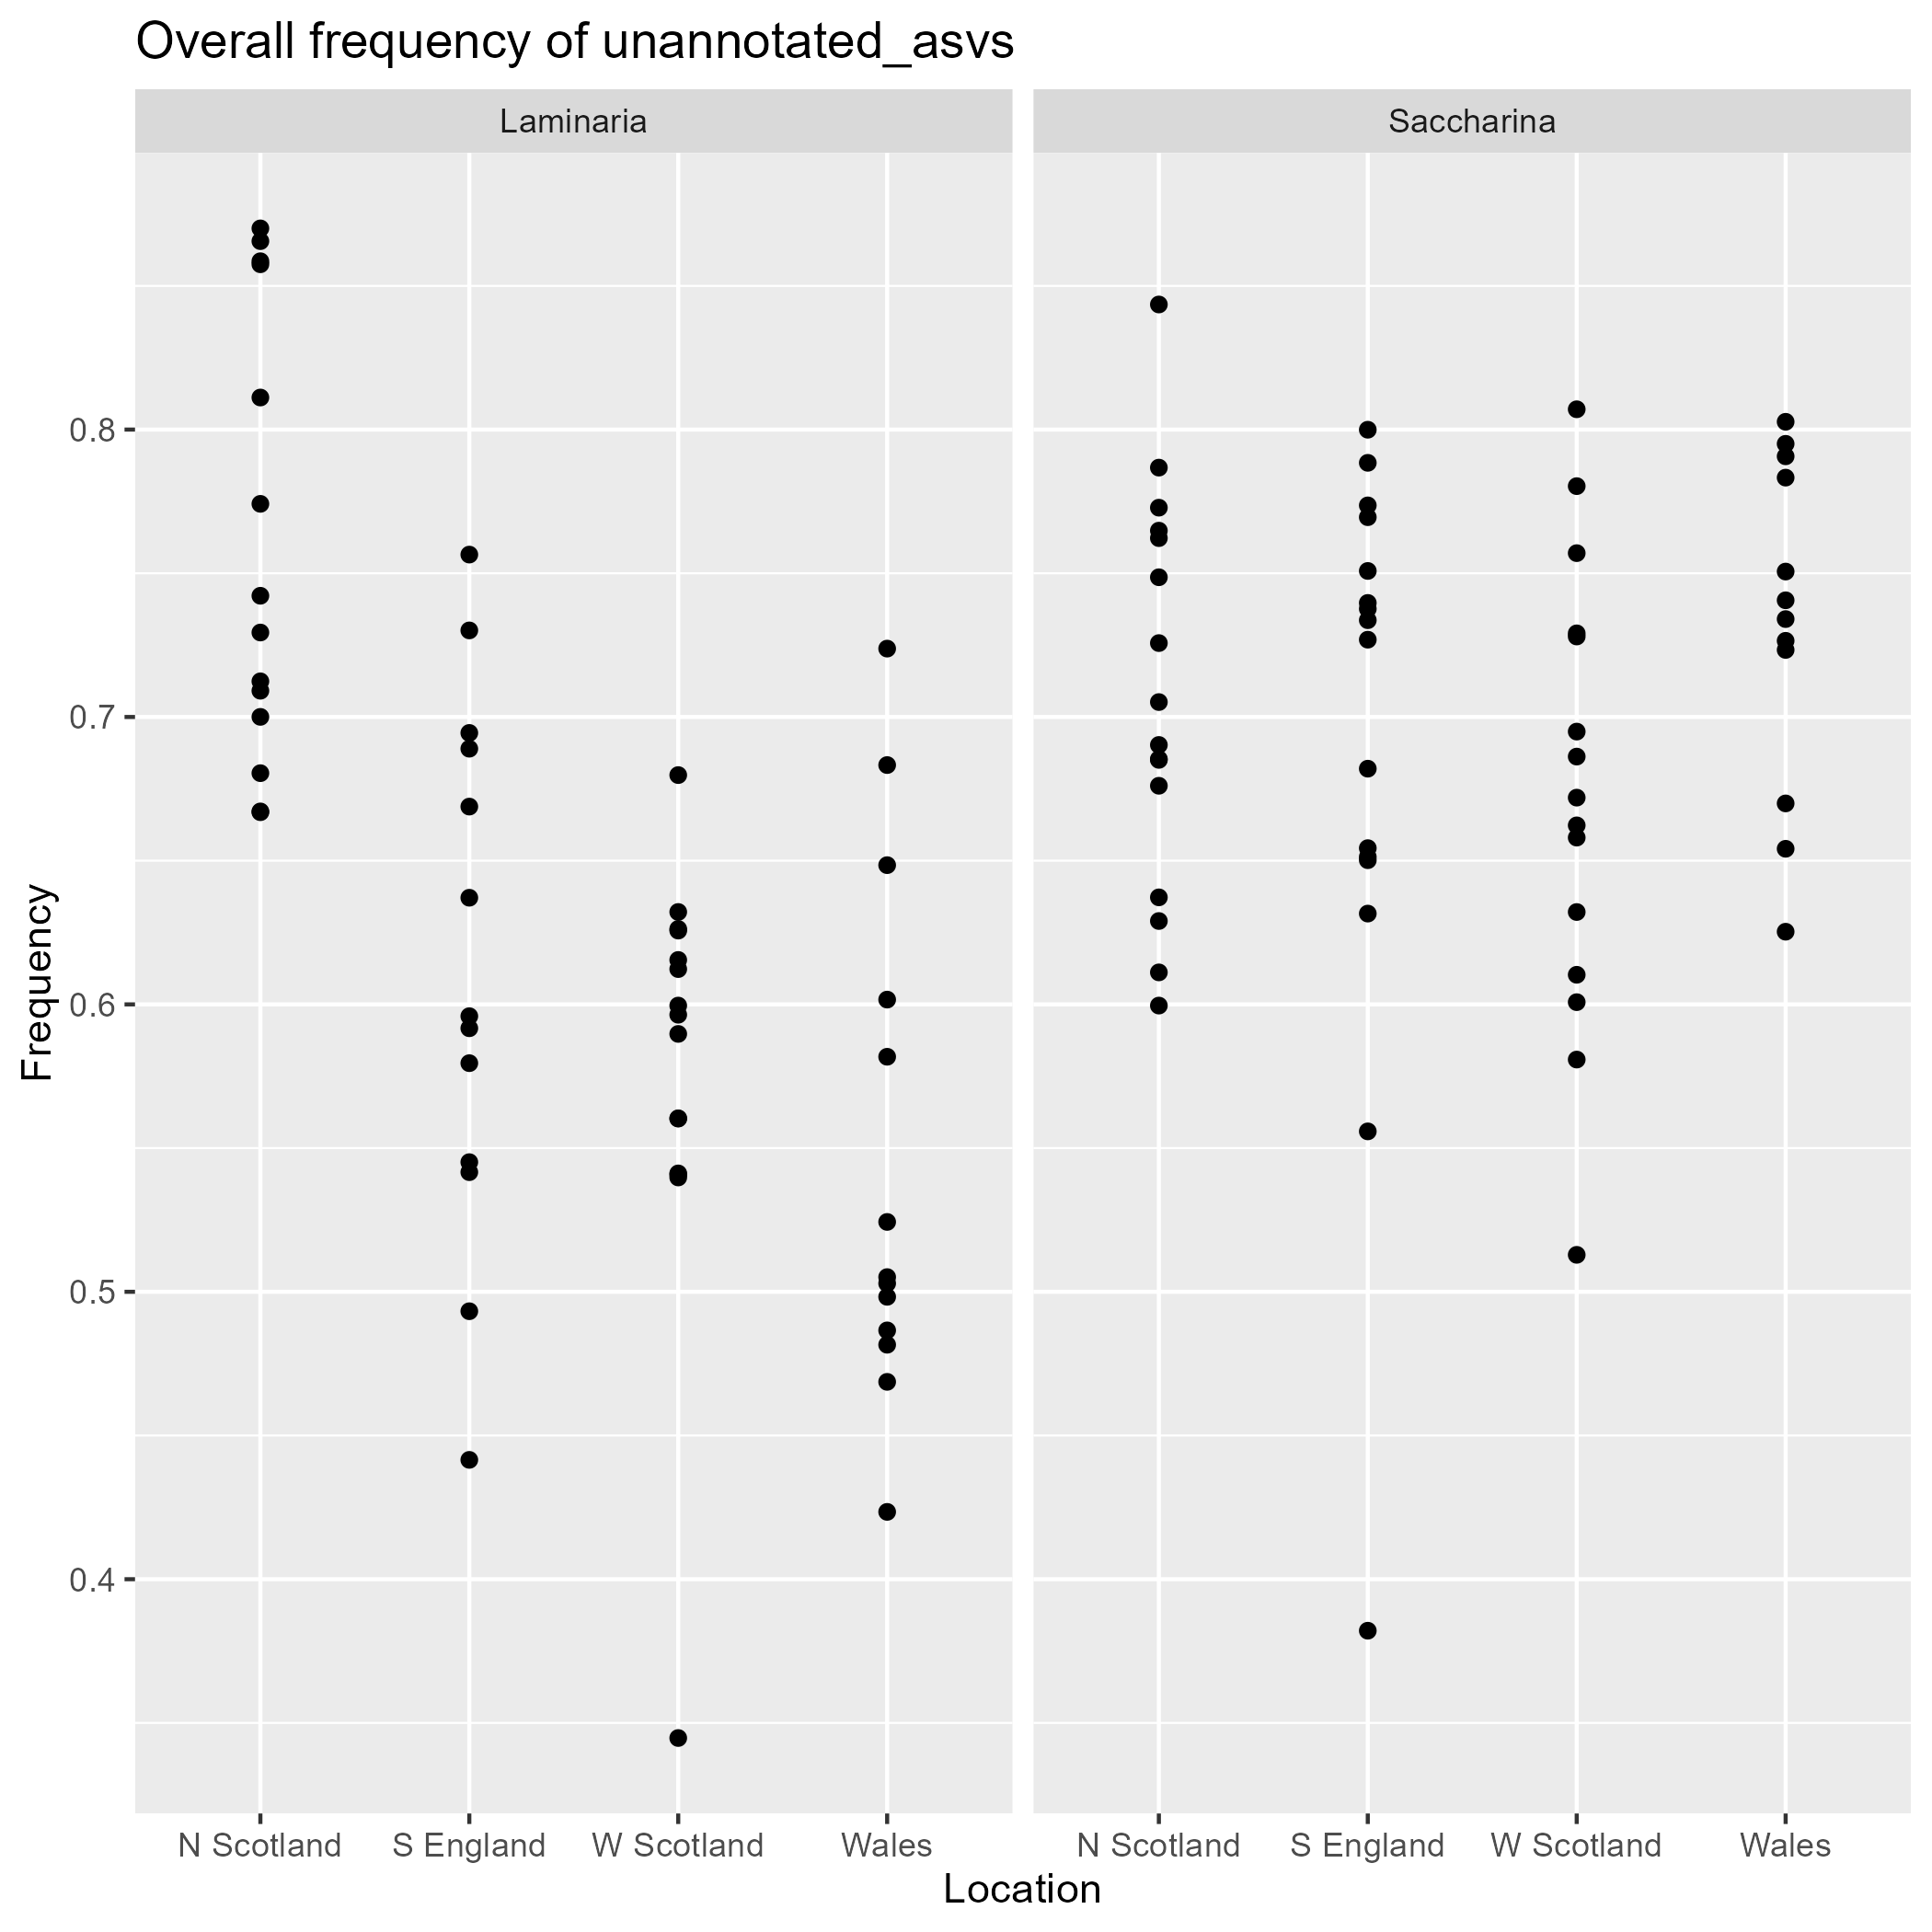 Overall frequency of unannotated_asvs
Laminaria
Saccharina
Frequency
0.8
0.7
0.6
0.5
0.4
N Scotland
S England
W Scotland
Wales
N Scotland
S England
W Scotland
Wales
Location